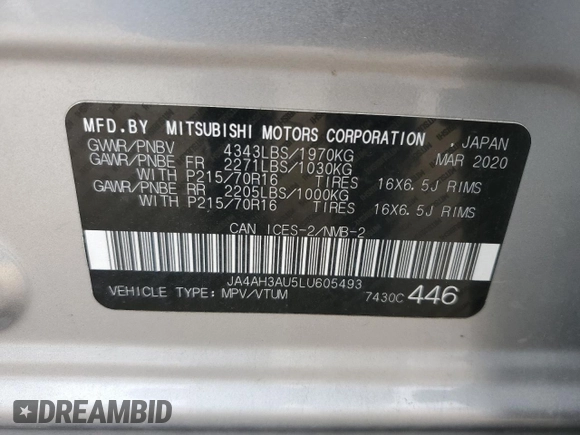 MFD.BY MITSUBISHI MOTORS CORPORATION . JAPAN
GVWR/PNBV 4343LBS/1970KG MAR 2020
GAWR/PNBE FR 2271LBS/1030KG
WITH P215/70R16 TIRES 16X6.5J RIMS
GAWR/PNBE RR 2205LBS/1000KG
WITH P215/70R16 TIRES 16X6.5J RIMS
CAN ICES-2/NMB-2
JA4AH3AU5LU605493
VEHICLE TYPE: MPV/VTUM 7430C 446
DREAMBID